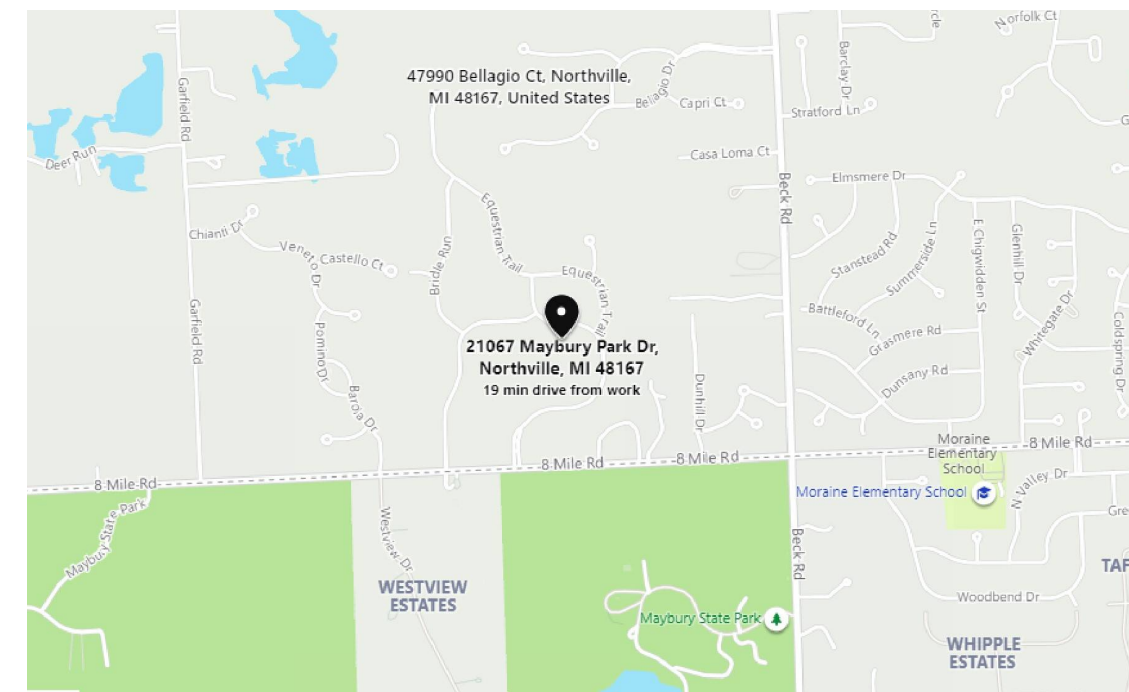 Norfolk Ct
Barclay Dr
47990 Bellagio Ct, Northville,
MI 48167, United States
Bellagio Dr
Capri Ct
Stratford Ln
Garfield Rd
Deer Run
Casa Loma Ct
Beck Rd
Elmsmere Dr
Chianti Dr
Veneto Dr
Castello Ct
Bridle Run
Equestrian Trail
Equestrian Trail
Stanstead Rd
Summerside Ln
E Chigwidden St
Glenhill Dr
Garfield Rd
Pomino Dr
Battleford Ln
Grasmere Rd
Whitegate Dr
Coldspring Dr
21067 Maybury Park Dr,
Northville, MI 48167
19 min drive from work
Dunhill Dr
Dunsany Rd
8 Mile Rd
8 Mile Rd
8 Mile Rd
8 Mile Rd
Moraine
Elementary
School
Moraine Elementary School
N Valley Dr
Gre
Maybury State Park
Westview Dr
Beck Rd
WESTVIEW
ESTATES
TAF
Woodbend Dr
Maybury State Park
WHIPPLE
ESTATES